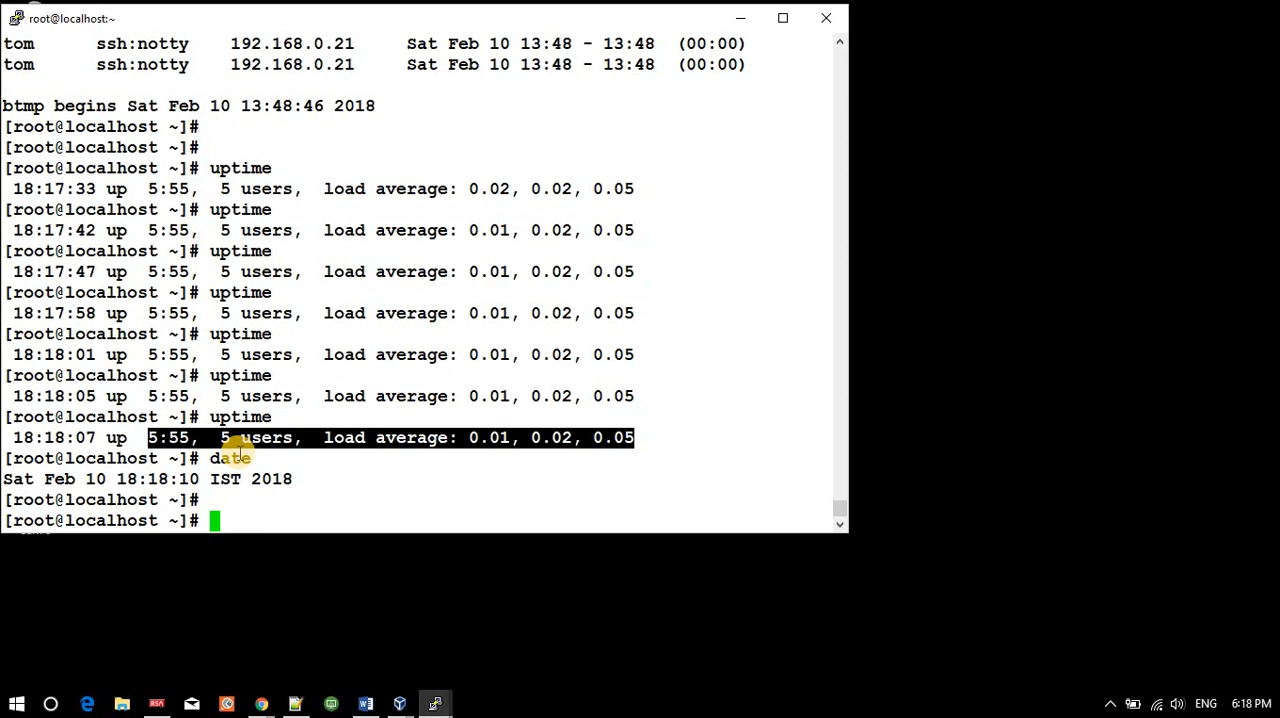 root@localhost:~
tom      ssh:notty    192.168.0.21     Sat Feb 10 13:48 - 13:48  (00:00)
tom      ssh:notty    192.168.0.21     Sat Feb 10 13:48 - 13:48  (00:00)
btmp begins Sat Feb 10 13:48:46 2018
[root@localhost ~]#
[root@localhost ~]#
[root@localhost ~]# uptime
 18:17:33 up  5:55,  5 users,  load average: 0.02, 0.02, 0.05
[root@localhost ~]# uptime
 18:17:42 up  5:55,  5 users,  load average: 0.01, 0.02, 0.05
[root@localhost ~]# uptime
 18:17:47 up  5:55,  5 users,  load average: 0.01, 0.02, 0.05
[root@localhost ~]# uptime
 18:17:58 up  5:55,  5 users,  load average: 0.01, 0.02, 0.05
[root@localhost ~]# uptime
 18:18:01 up  5:55,  5 users,  load average: 0.01, 0.02, 0.05
[root@localhost ~]# uptime
 18:18:05 up  5:55,  5 users,  load average: 0.01, 0.02, 0.05
[root@localhost ~]# uptime
 18:18:07 up  5:55,  5 users,  load average: 0.01, 0.02, 0.05
[root@localhost ~]# date
Sat Feb 10 18:18:10 IST 2018
[root@localhost ~]#
[root@localhost ~]#
RSA
ENG
6:18 PM